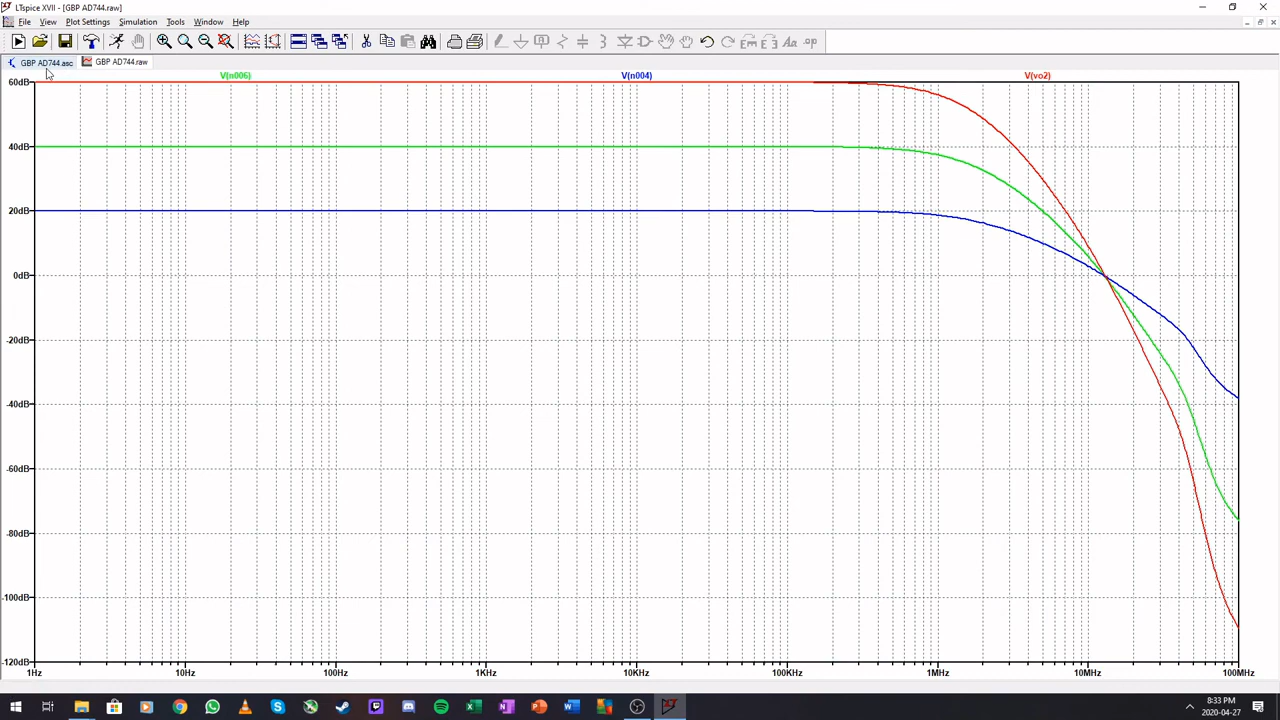 LTspice XVII - [GBP AD744.raw]
File View Plot Settings Simulation Tools Window Help
Aa .op
GBP AD744.asc GBP AD744.raw
V(n006) V(n004) V(vo2)
60dB
40dB
20dB
0dB
-20dB
-40dB
-60dB
-80dB
-100dB
-120dB
1Hz 10Hz 100Hz 1KHz 10KHz 100KHz 1MHz 10MHz 100MHz
8:33 PM
2020-04-27